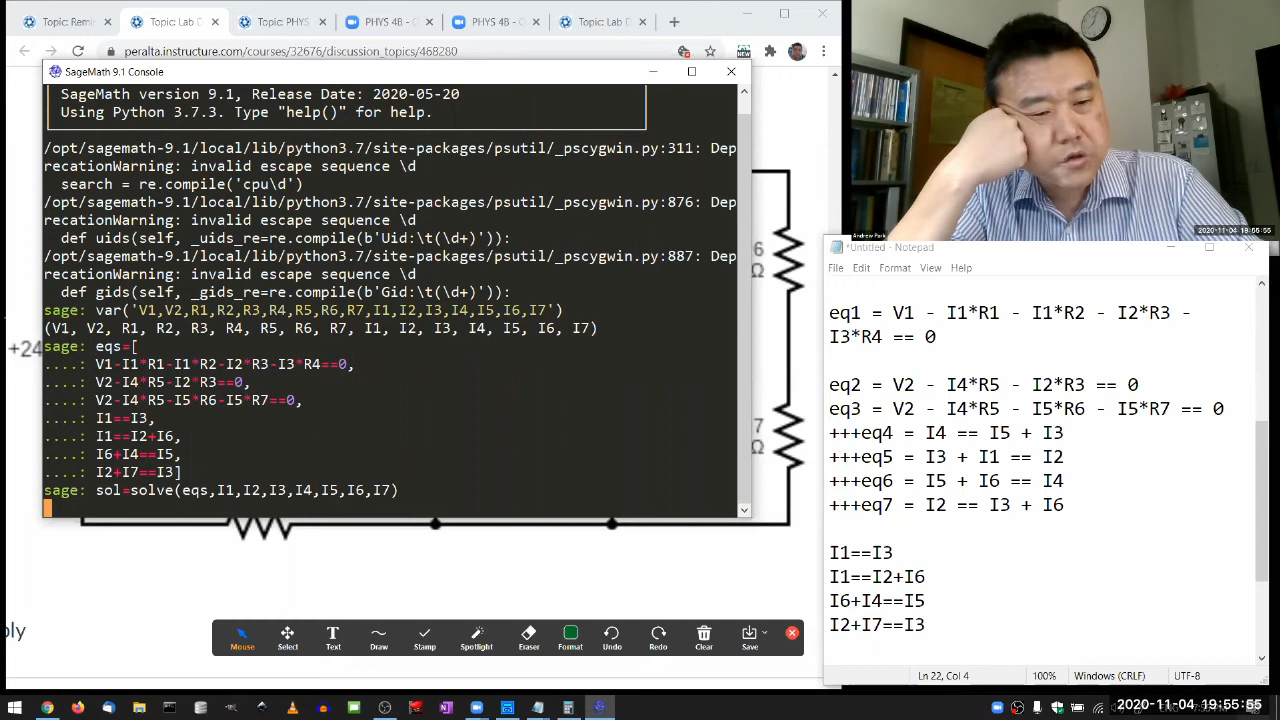 Topic: Remi
Topic: Lab D
Topic: PHYS
PHYS 4B - C
PHYS 4B - C
Topic: Lab D
peralta.instructure.com/courses/32676/discussion_topics/468280
NEW
SageMath 9.1 Console
SageMath version 9.1, Release Date: 2020-05-20
Using Python 3.7.3. Type "help()" for help.
/opt/sagemath-9.1/local/lib/python3.7/site-packages/psutil/_pscygwin.py:311: Dep
recationWarning: invalid escape sequence \d
search = re.compile('cpu\d')
/opt/sagemath-9.1/local/lib/python3.7/site-packages/psutil/_pscygwin.py:876: Dep
recationWarning: invalid escape sequence \d
def uids(self, _uids_re=re.compile(b'Uid:\t(\d+)')):
/opt/sagemath-9.1/local/lib/python3.7/site-packages/psutil/_pscygwin.py:887: Dep
recationWarning: invalid escape sequence \d
def gids(self, _gids_re=re.compile(b'Gid:\t(\d+)')):
sage: var('V1,V2,R1,R2,R3,R4,R5,R6,R7,I1,I2,I3,I4,I5,I6,I7')
(V1, V2, R1, R2, R3, R4, R5, R6, R7, I1, I2, I3, I4, I5, I6, I7)
sage: eqs=[
....: V1-I1*R1-I1*R2-I2*R3-I3*R4==0,
....: V2-I4*R5-I2*R3==0,
....: V2-I4*R5-I5*R6-I5*R7==0,
....: I1==I3,
....: I1==I2+I6,
....: I6+I4==I5,
....: I2+I7==I3]
sage: sol=solve(eqs,I1,I2,I3,I4,I5,I6,I7)
+24
6
Ω
7
Ω
ply
Mouse
Select
Text
Draw
Stamp
Spotlight
Eraser
Format
Undo
Redo
Clear
Save
Andrew Park
2020-11-04 19:55:55
*Untitled - Notepad
File Edit Format View Help
eq1 = V1 - I1*R1 - I1*R2 - I2*R3 -
I3*R4 == 0
eq2 = V2 - I4*R5 - I2*R3 == 0
eq3 = V2 - I4*R5 - I5*R6 - I5*R7 == 0
+++eq4 = I4 == I5 + I3
+++eq5 = I3 + I1 == I2
+++eq6 = I5 + I6 == I4
+++eq7 = I2 == I3 + I6
I1==I3
I1==I2+I6
I6+I4==I5
I2+I7==I3
Ln 22, Col 4
100%
Windows (CRLF)
UTF-8
2020-11-04 19:55:55